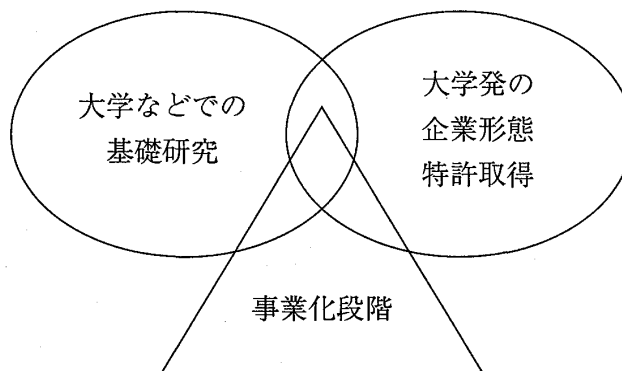 大学などでの
基礎研究
大学発の
企業形態
特許取得
事業化段階